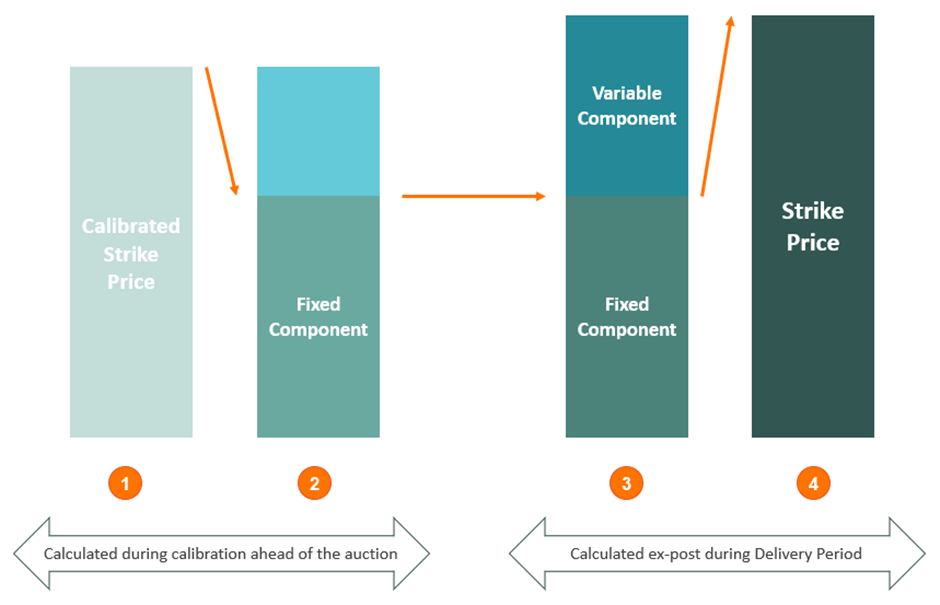 Calibrated
Strike
Price
Fixed
Component
Variable
Component
Fixed
Component
Strike
Price
1
2
3
4
Calculated during calibration ahead of the auction
Calculated ex-post during Delivery Period